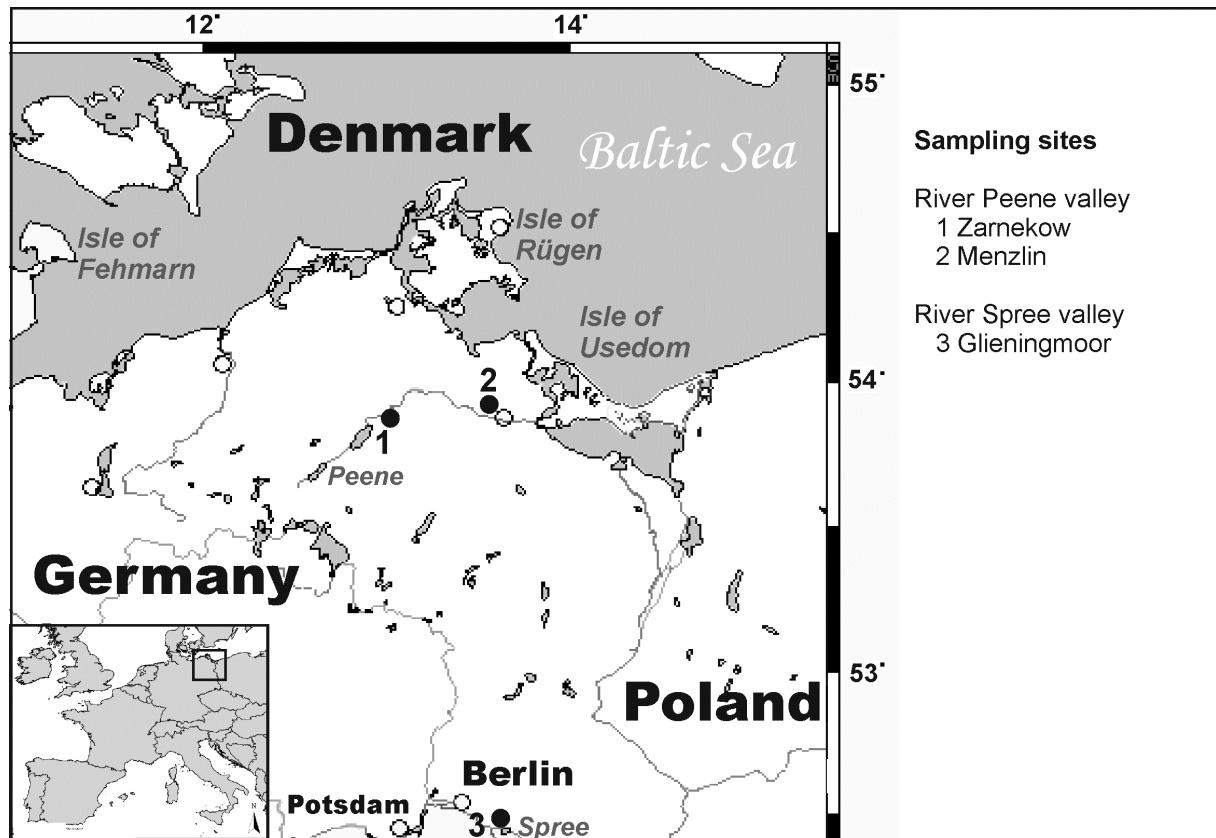 12°
14°
55°
Denmark
Baltic Sea
Isle of
Rügen
Isle of
Fehmarn
Isle of
Usedom
54°
2
1
Peene
Germany
53°
Poland
Berlin
Potsdam
3
Spree
N
Sampling sites
River Peene valley
1 Zarnekow
2 Menzlin
River Spree valley
3 Glieningmoor